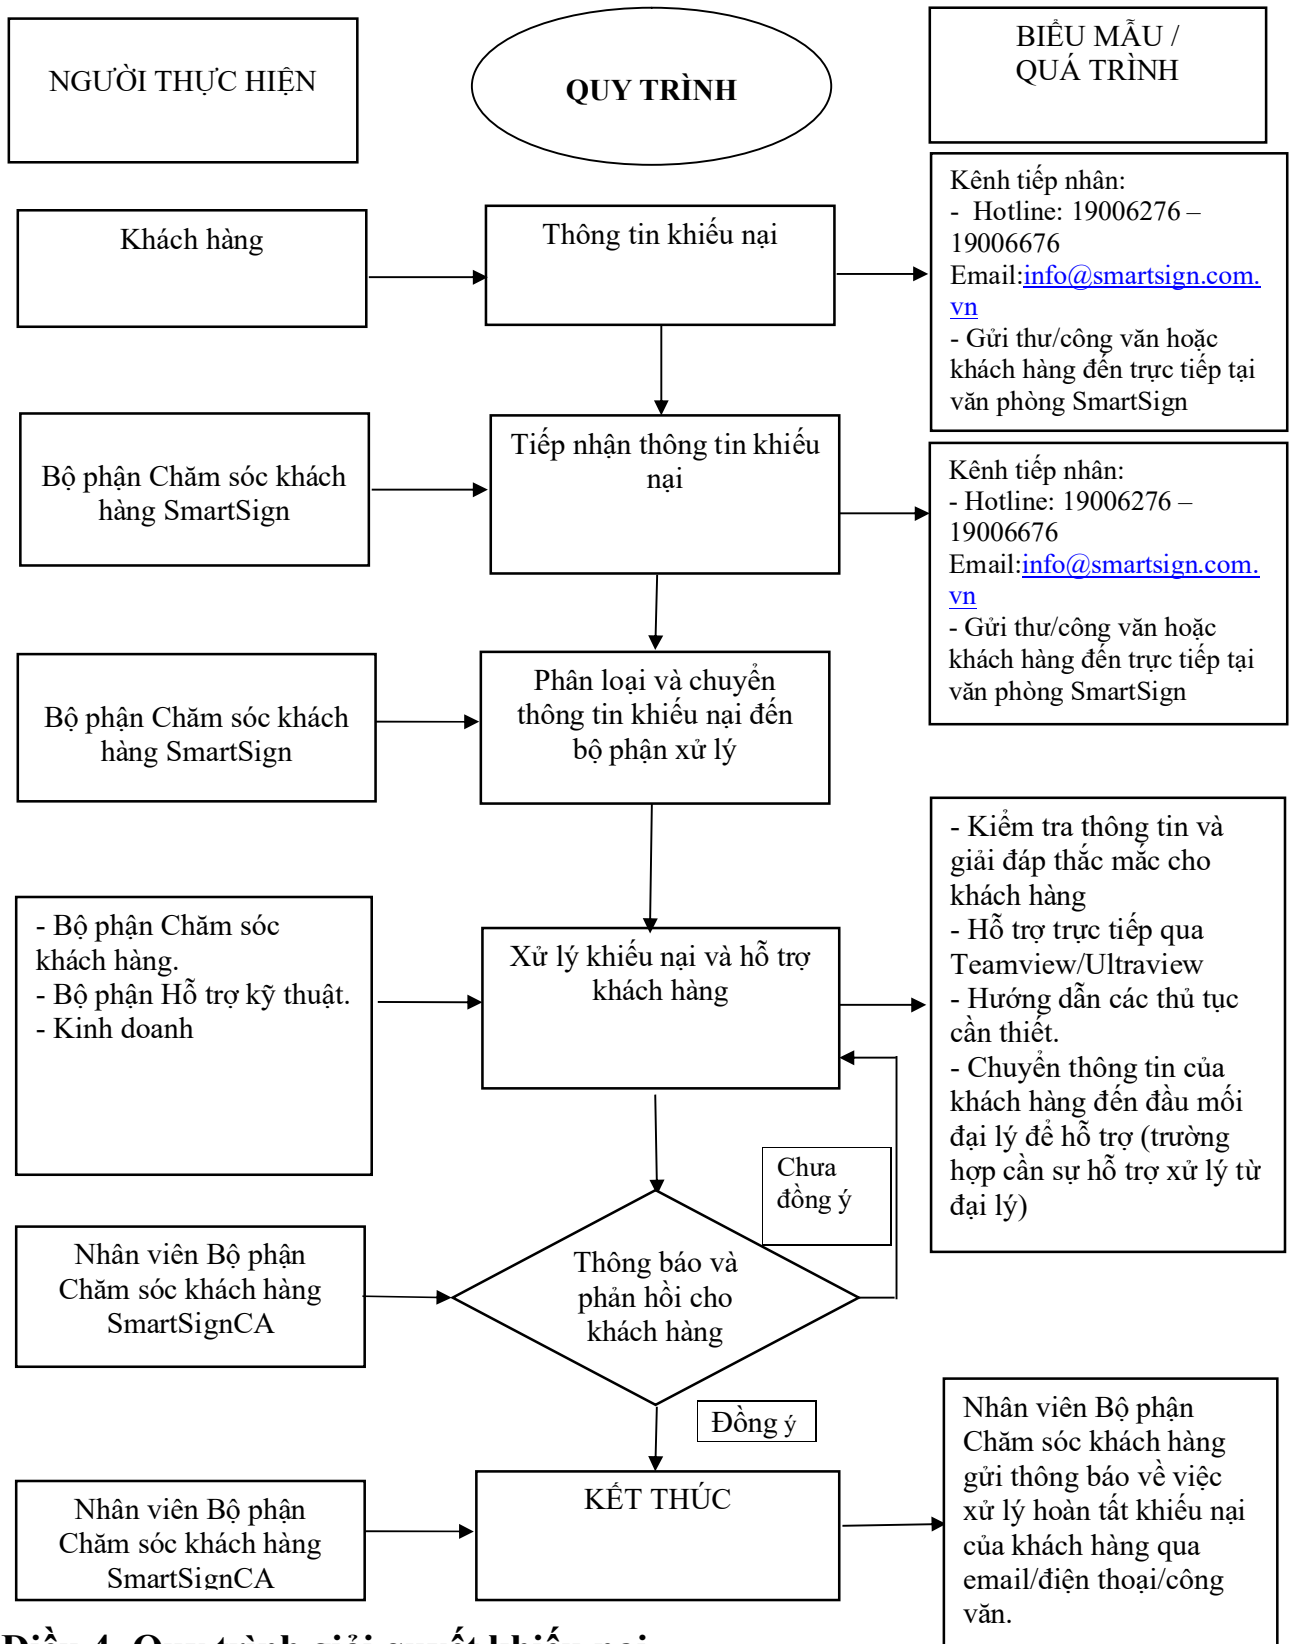 NGƯỜI THỰC HIỆN
QUY TRÌNH
BIỂU MẪU /
QUÁ TRÌNH
Khách hàng
Thông tin khiếu nại
Kênh tiếp nhân:
- Hotline: 19006276 –
19006676
Email:info@smartsign.com.
vn
- Gửi thư/công văn hoặc
khách hàng đến trực tiếp tại
văn phòng SmartSign
Bộ phận Chăm sóc khách
hàng SmartSign
Tiếp nhận thông tin khiếu
nại
Kênh tiếp nhân:
- Hotline: 19006276 –
19006676
Email:info@smartsign.com.
vn
- Gửi thư/công văn hoặc
khách hàng đến trực tiếp tại
văn phòng SmartSign
Bộ phận Chăm sóc khách
hàng SmartSign
Phân loại và chuyển
thông tin khiếu nại đến
bộ phận xử lý
- Bộ phận Chăm sóc
khách hàng.
- Bộ phận Hỗ trợ kỹ thuật.
- Kinh doanh
Xử lý khiếu nại và hỗ trợ
khách hàng
- Kiểm tra thông tin và
giải đáp thắc mắc cho
khách hàng
- Hỗ trợ trực tiếp qua
Teamview/Ultraview
- Hướng dẫn các thủ tục
cần thiết.
- Chuyển thông tin của
khách hàng đến đầu mối
đại lý để hỗ trợ (trường
hợp cần sự hỗ trợ xử lý từ
đại lý)
Chưa
đồng ý
Nhân viên Bộ phận
Chăm sóc khách hàng
SmartSignCA
Thông báo và
phản hồi cho
khách hàng
Đồng ý
Nhân viên Bộ phận
Chăm sóc khách hàng
SmartSignCA
KẾT THÚC
Nhân viên Bộ phận
Chăm sóc khách hàng
gửi thông báo về việc
xử lý hoàn tất khiếu nại
của khách hàng qua
email/điện thoại/công
văn.
Điều 4. Quy trình giải quyết khiếu nại